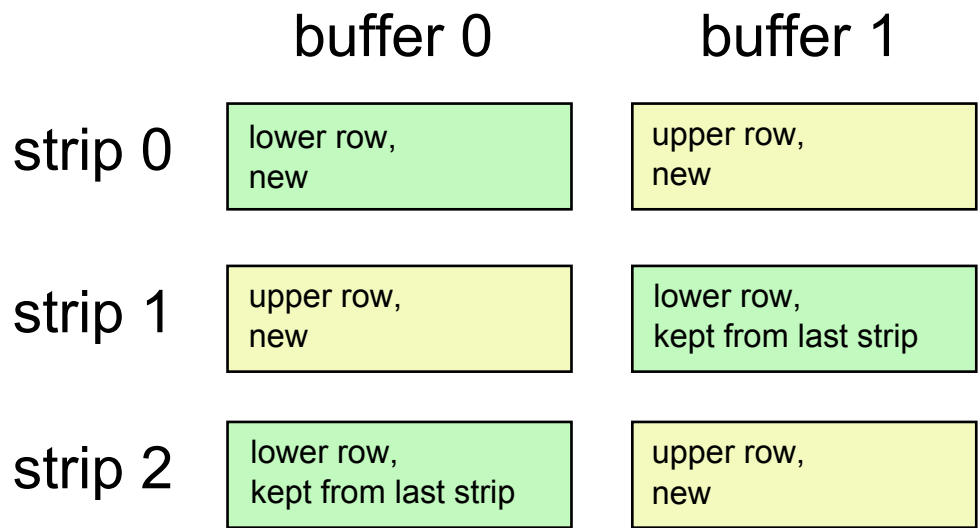 buffer 0 buffer 1
strip 0
lower row,
new
upper row,
new
strip 1
upper row,
new
lower row,
kept from last strip
strip 2
lower row,
kept from last strip
upper row,
new